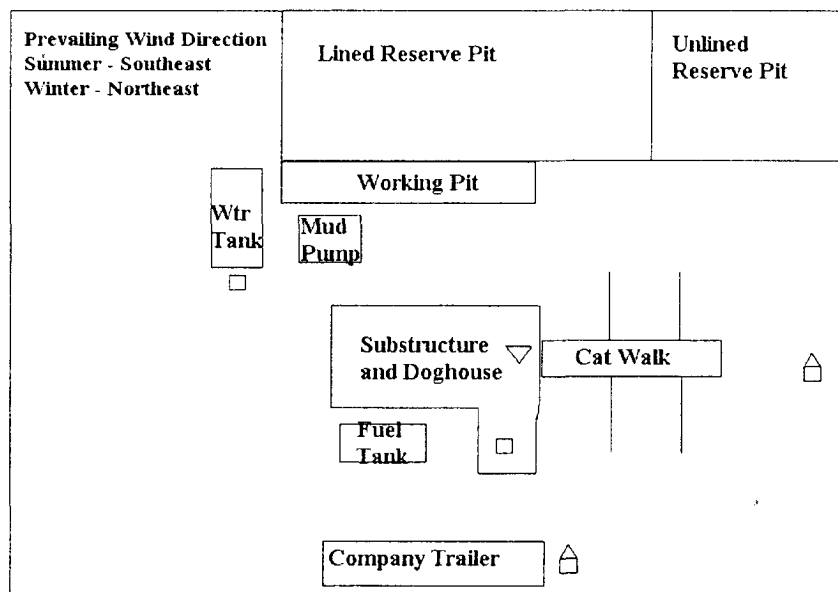 Prevailing Wind Direction
Summer - Southeast
Winter - Northeast
Lined Reserve Pit
Unlined
Reserve Pit
Working Pit
Wtr
Tank
Mud
Pump
Substructure
and Doghouse
Cat Walk
Fuel
Tank
Company Trailer